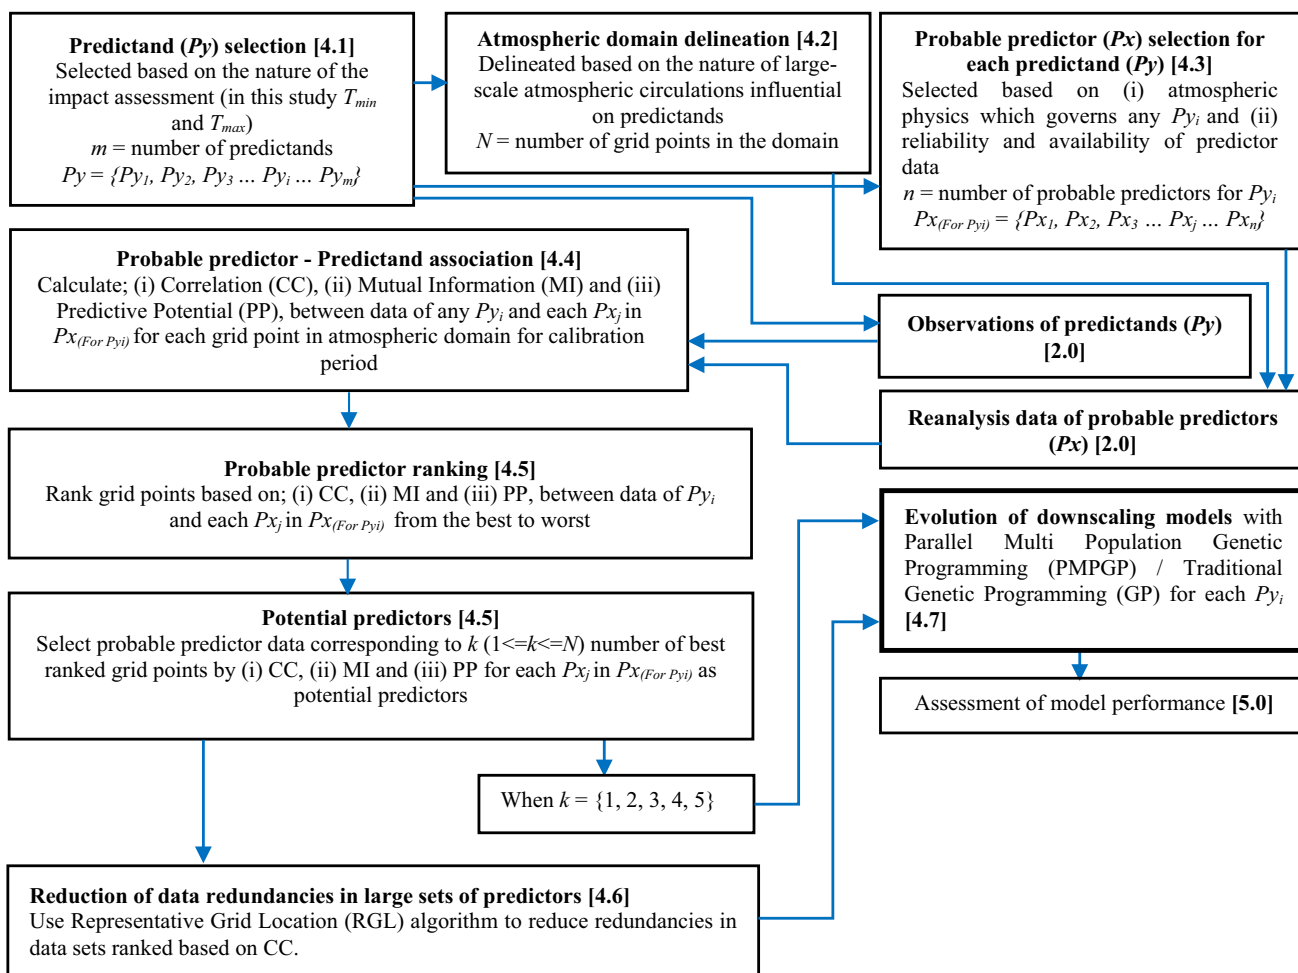 Predictand (Py) selection [4.1]
Selected based on the nature of the
impact assessment (in this study Tmin
and Tmax)
m = number of predictands
Py = {Py1, Py2, Py3 ... Pyi ... Pym}
Atmospheric domain delineation [4.2]
Delineated based on the nature of large-
scale atmospheric circulations influential
on predictands
N = number of grid points in the domain
Probable predictor (Px) selection for
each predictand (Py) [4.3]
Selected based on (i) atmospheric
physics which governs any Pyi and (ii)
reliability and availability of predictor
data
n = number of probable predictors for Pyi
Px(For Pyi) = {Px1, Px2, Px3 ... Pxj ... Pxn}
Probable predictor - Predictand association [4.4]
Calculate; (i) Correlation (CC), (ii) Mutual Information (MI) and (iii)
Predictive Potential (PP), between data of any Pyi and each Pxj in
Px(For Pyi) for each grid point in atmospheric domain for calibration
period
Observations of predictands (Py)
[2.0]
Reanalysis data of probable predictors
(Px) [2.0]
Probable predictor ranking [4.5]
Rank grid points based on; (i) CC, (ii) MI and (iii) PP, between data of Pyi
and each Pxj in Px(For Pyi) from the best to worst
Evolution of downscaling models with
Parallel Multi Population Genetic
Programming (PMPGP) / Traditional
Genetic Programming (GP) for each Pyi
[4.7]
Potential predictors [4.5]
Select probable predictor data corresponding to k (1<=k<=N) number of best
ranked grid points by (i) CC, (ii) MI and (iii) PP for each Pxj in Px(For Pyi) as
potential predictors
Assessment of model performance [5.0]
When k = {1, 2, 3, 4, 5}
Reduction of data redundancies in large sets of predictors [4.6]
Use Representative Grid Location (RGL) algorithm to reduce redundancies in
data sets ranked based on CC.